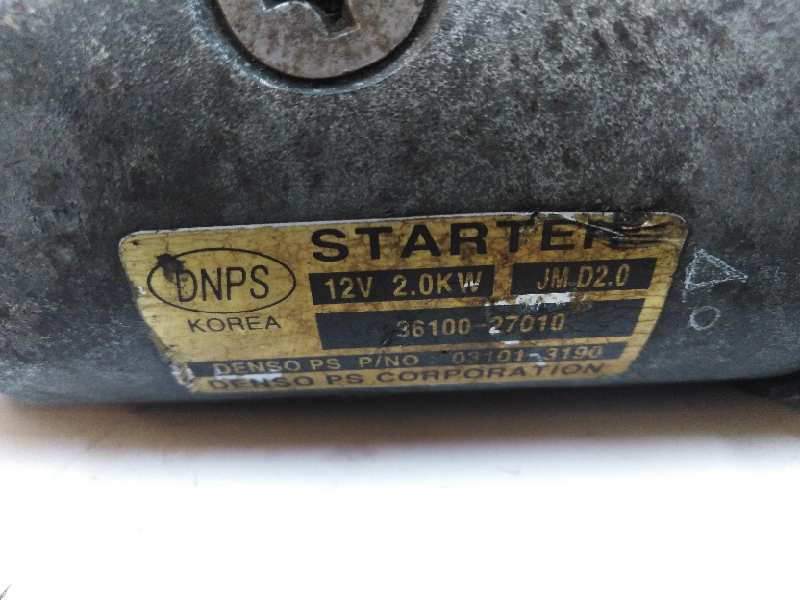 STARTER
DNPS
KOREA
12V 2.0KW JM D2.0
36100-27010
DENSO PS P/NO : 03101-3190
DENSO PS CORPORATION